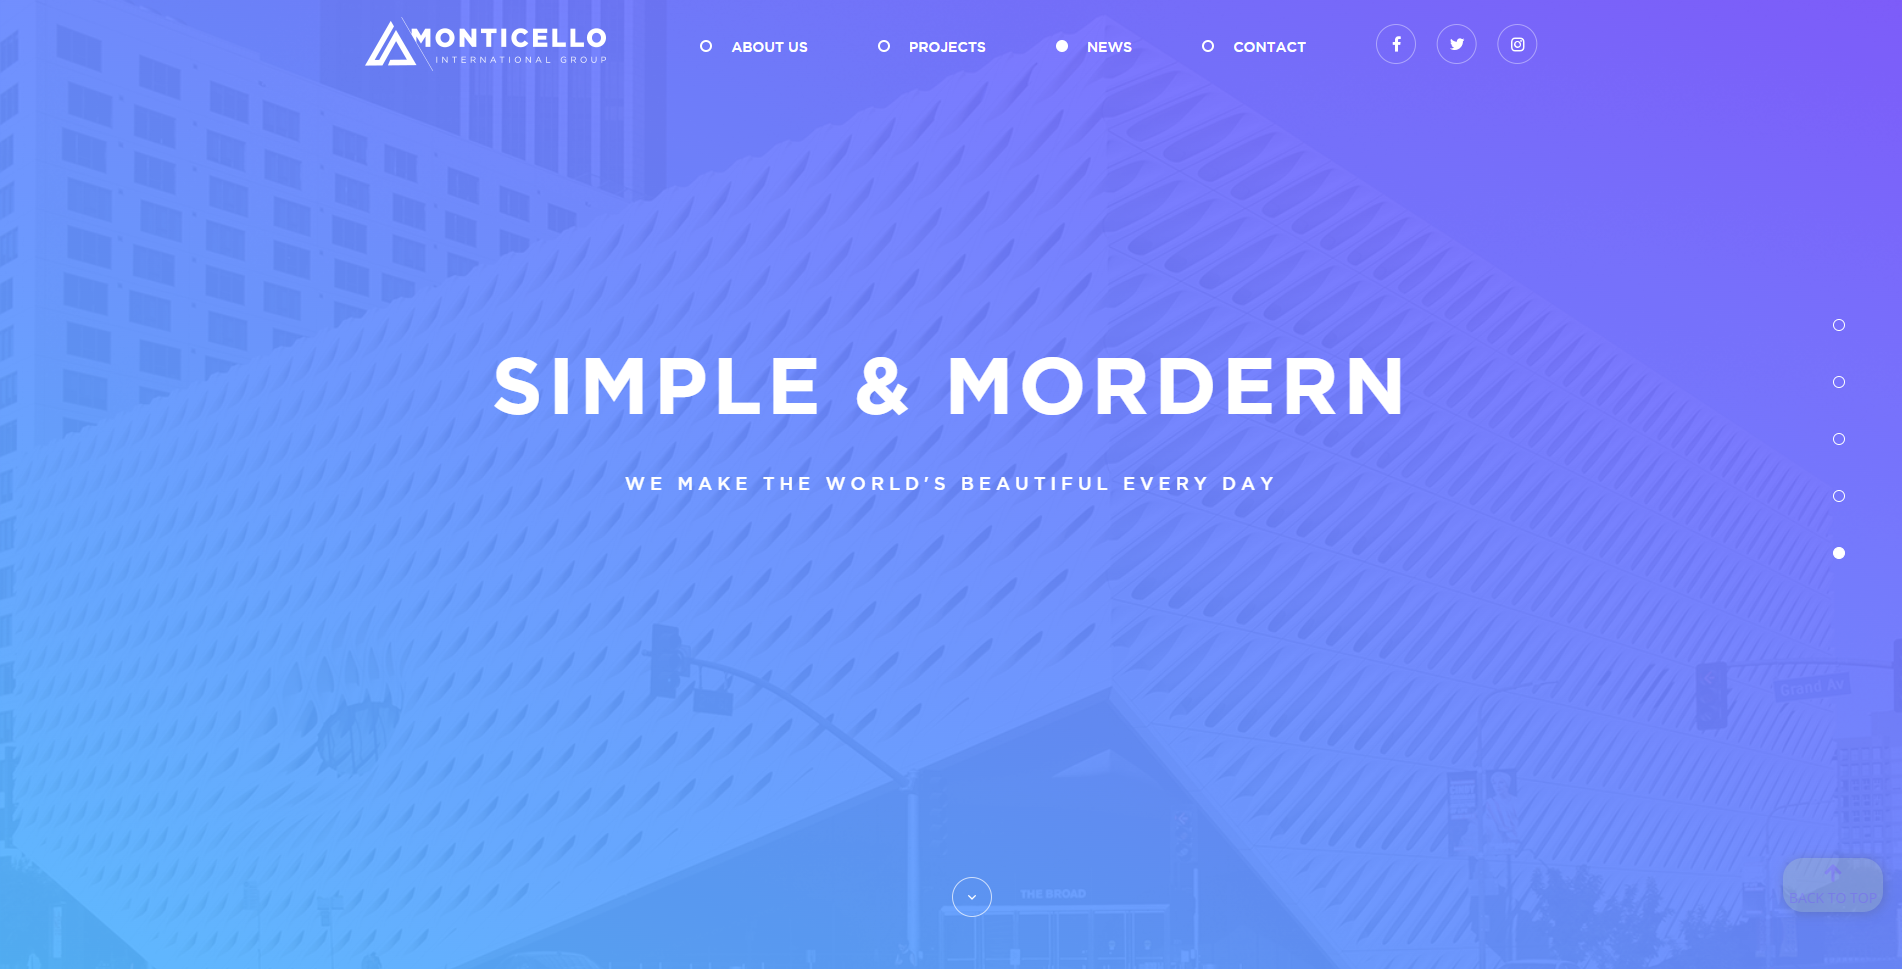 MONTICELLO
INTERNATIONAL GROUP
ABOUT US
PROJECTS
NEWS
CONTACT
SIMPLE & MORDERN
WE MAKE THE WORLD'S BEAUTIFUL EVERY DAY
Grand Av
THE BROAD
BACK TO TOP